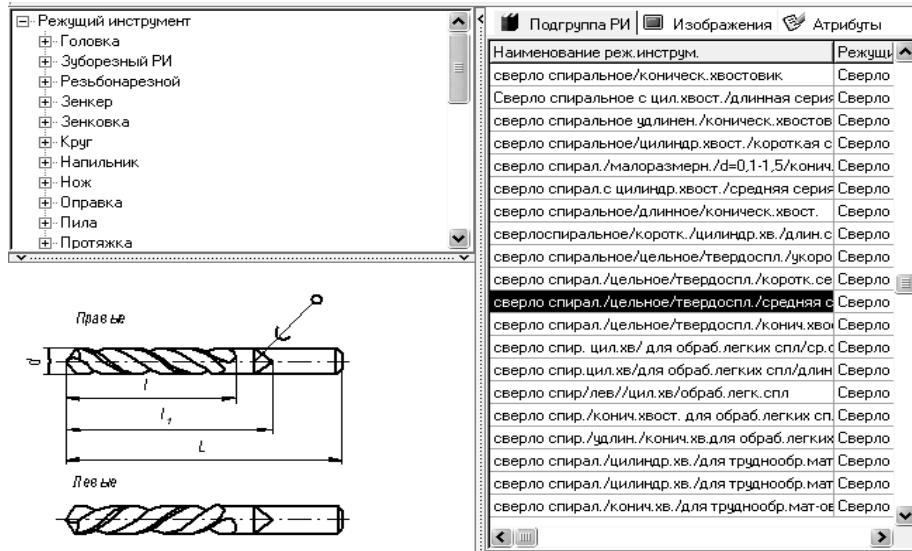 Режущий инструмент
Головка
Зуборезный РИ
Резьбонарезной
Зенкер
Зенковка
Круг
Напильник
Нож
Оправка
Пила
Протяжка
Правые
d
l
l₁
L
Левые
Подгруппа РИ Изображения Атрибуты
Наименование реж.инструм. Режущи
сверло спиральное/коническ.хвостовик Сверло
Сверло спиральное с цил.хвост./длинная серия Сверло
сверло спиральное удлинен./коническ.хвостов Сверло
сверло спиральное/цилиндр.хвост./короткая с Сверло
сверло спирал./малоразмерн./d=0,1-1,5/конич. Сверло
сверло спирал.с цилиндр.хвост./средняя серия Сверло
сверло спиральное/длинное/коническ.хвост. Сверло
сверлоспиральное/коротк./цилиндр.хв./длин.с Сверло
сверло спиральное/цельное/твердоспл./укоро Сверло
сверло спирал./цельное/твердоспл./коротк.се Сверло
сверло спирал./цельное/твердоспл./средняя с Сверло
сверло спирал./цельное/твердоспл./конич.хво Сверло
сверло спир. цил.хв/ для обраб.легких спл/ср.с Сверло
сверло спир.цил.хв/для обраб.легких спл/длин Сверло
сверло спир/лев//цил.хв/обраб.легк.спл Сверло
сверло спир./конич.хвост. для обраб.легких сп. Сверло
сверло спир./удлин./конич.хв.для обраб.легких Сверло
сверло спирал./цилиндр.хв./для труднообр.мат Сверло
сверло спирал./цилиндр.хв./для труднообр.мат Сверло
сверло спирал./конич.хв./для труднообр.мат-ов Сверло